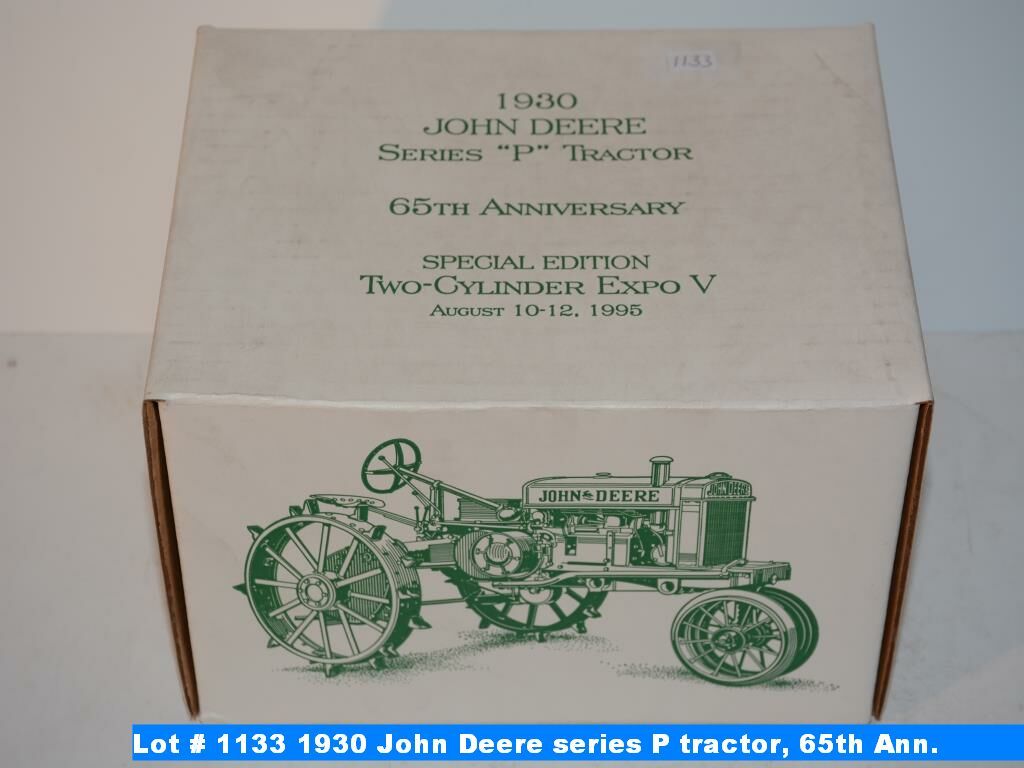 1133
1930
JOHN DEERE
SERIES "P" TRACTOR
65TH ANNIVERSARY
SPECIAL EDITION
TWO-CYLINDER EXPO V
AUGUST 10-12, 1995
JOHN DEERE
JOHN DEERE
Lot # 1133 1930 John Deere series P tractor, 65th Ann.